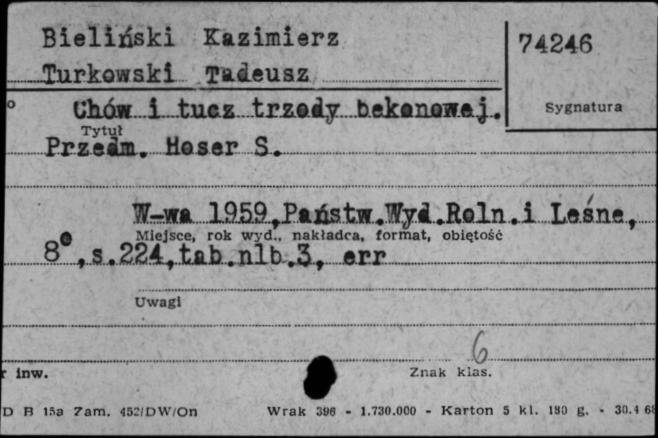 Bieliński Kazimierz
74246
Turkowski Tadeusz
Sygnatura
Chów i tucz trzody bekonowej.
Tytuł
Przedm. Hoser S.
W-wa 1959,Państw.Wyd.Roln.i Leśne,
Miejsce, rok wyd., nakładca, format, objętość
8°,s.224,tab.nlb.3, err
Uwagi
6
r inw.
Znak klas.
D B 15a Zam. 452/DW/On Wrak 396 - 1.730.000 - Karton 5 kl. 180 g. - 30.4 68